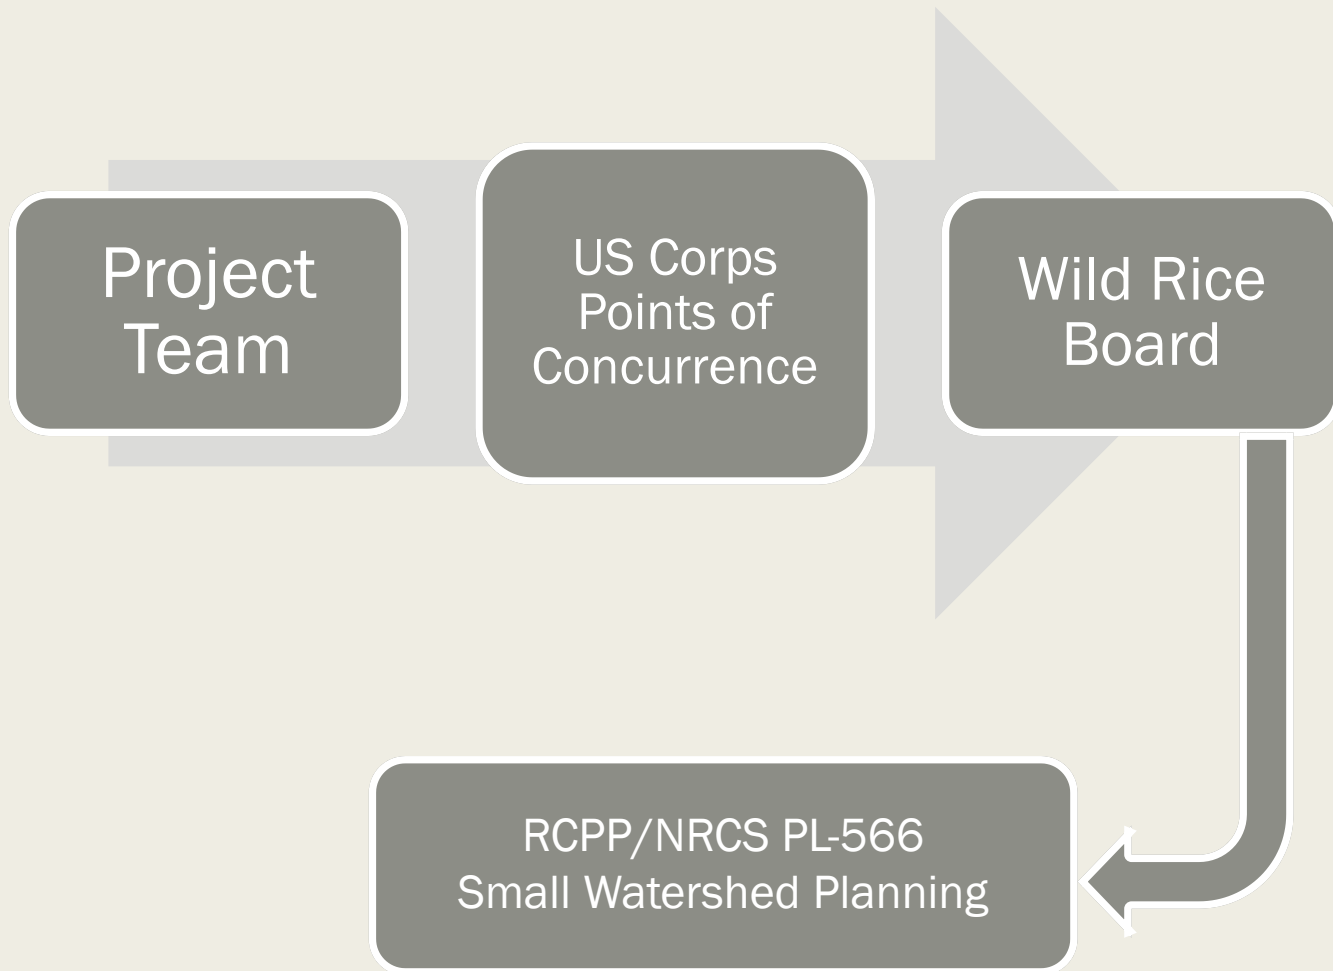 Project
Team
US Corps
Points of
Concurrence
Wild Rice
Board
RCPP/NRCS PL-566
Small Watershed Planning